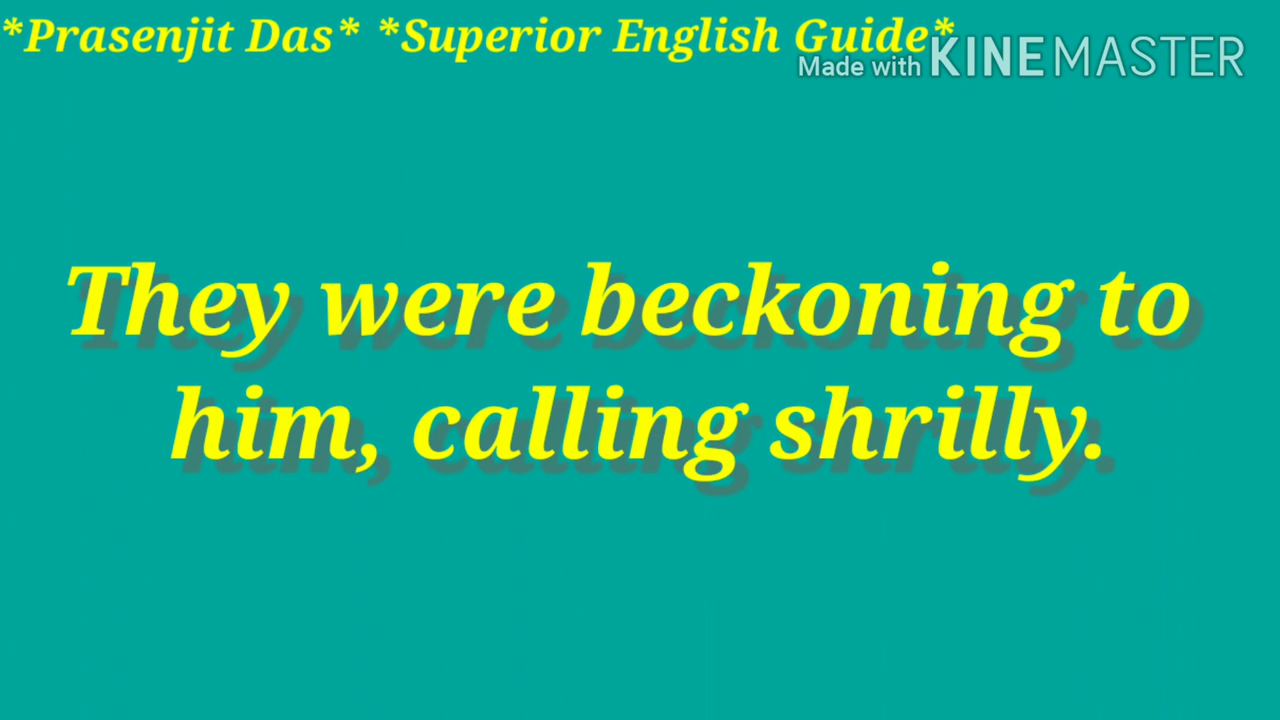 *Prasenjit Das* *Superior English Guide*
Made with KINEMASTER
They were beckoning to
him, calling shrilly.